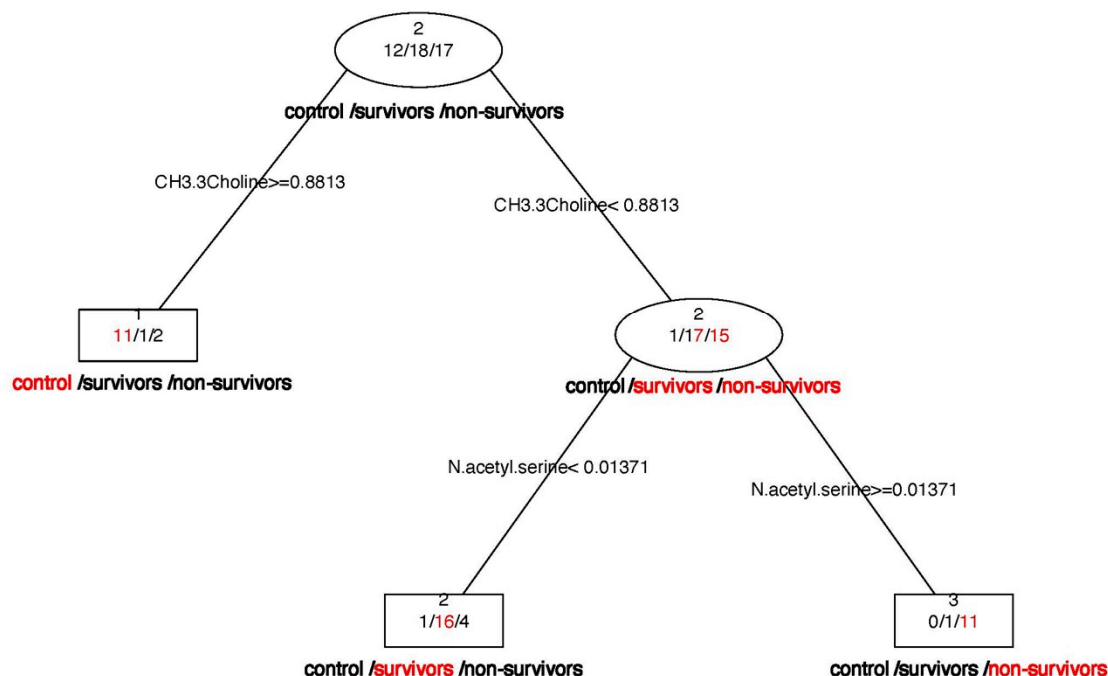 2
12/18/17
control /survivors /non-survivors
CH3.3Choline>=0.8813
CH3.3Choline< 0.8813
1
11/1/2
control /survivors /non-survivors
2
1/17/15
control /survivors /non-survivors
N.acetyl.serine< 0.01371
N.acetyl.serine>=0.01371
2
1/16/4
control /survivors /non-survivors
3
0/1/11
control /survivors /non-survivors